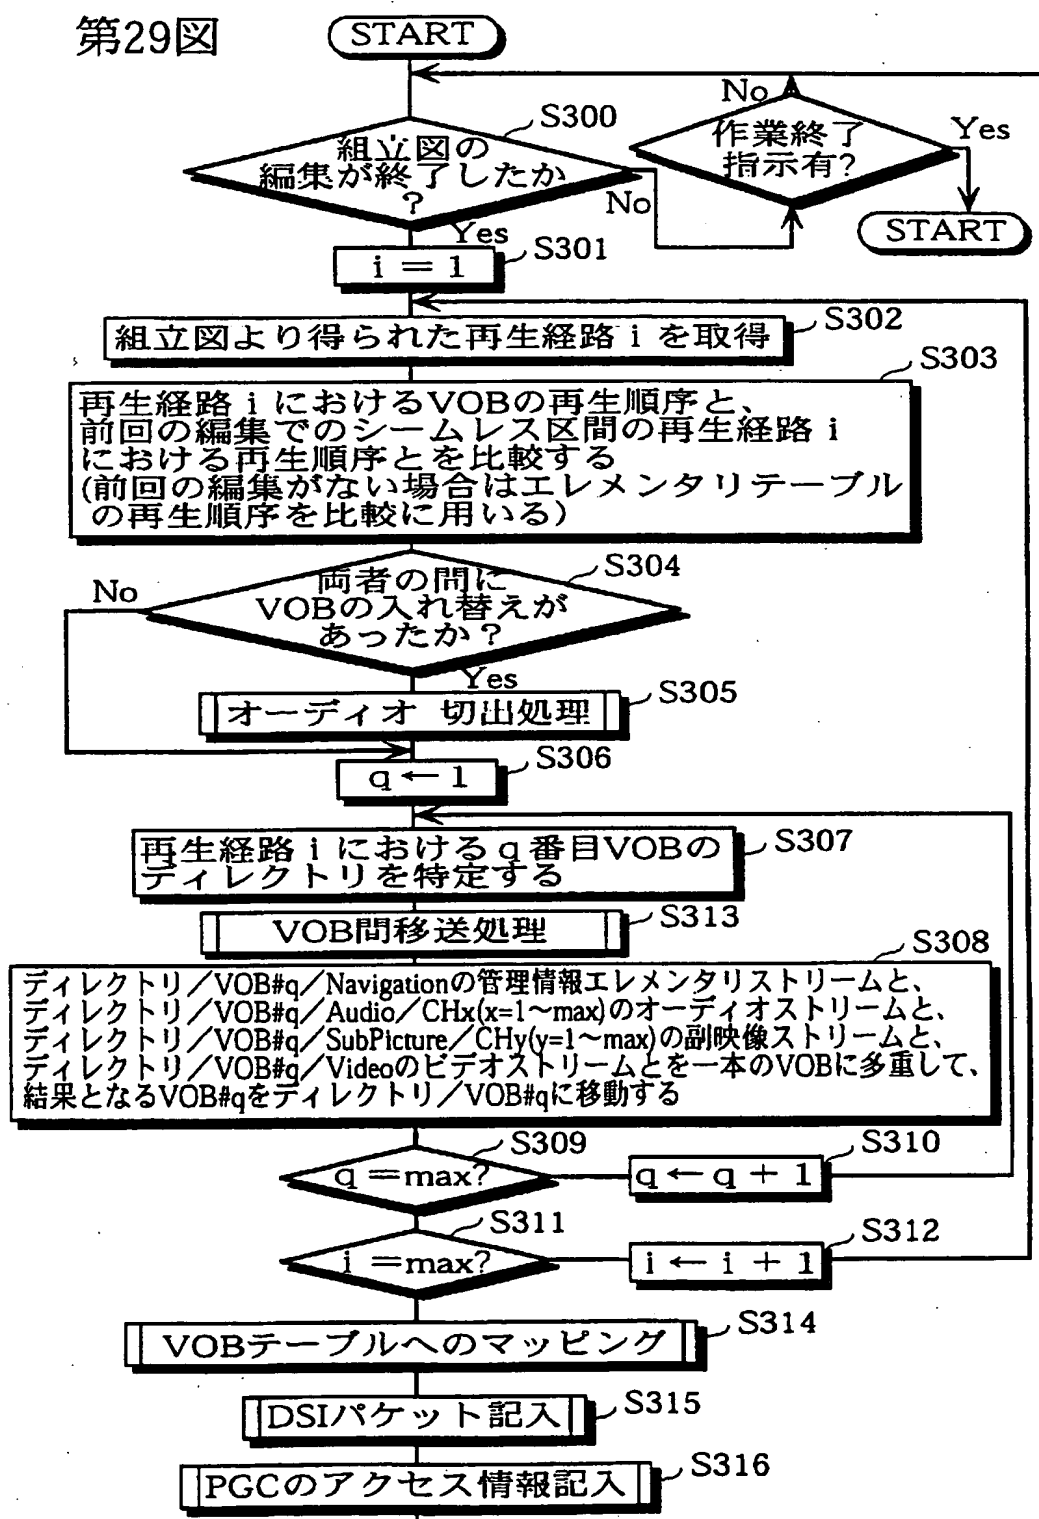 第29図
START
S300
組立図の
編集が終了したか
?
No
作業終了
指示有?
Yes
START
No
Yes
i = 1
S301
組立図より得られた再生経路 i を取得
S302
S303
再生経路 i におけるVOBの再生順序と、
前回の編集でのシームレス区間の再生経路 i
における再生順序とを比較する
(前回の編集がない場合はエレメンタリテーブル
の再生順序を比較に用いる)
S304
両者の間に
VOBの入れ替えが
あったか?
No
Yes
オーディオ 切出処理
S305
q ← 1
S306
再生経路 i におけるq番目VOBの
ディレクトリを特定する
S307
VOB間移送処理
S313
S308
ディレクトリ/VOB#q/Navigationの管理情報エレメンタリストリームと、
ディレクトリ/VOB#q/Audio/CHx(x=1~max)のオーディオストリームと、
ディレクトリ/VOB#q/SubPicture/CHy(y=1~max)の副映像ストリームと、
ディレクトリ/VOB#q/Videoのビデオストリームとを一本のVOBに多重して、
結果となるVOB#qをディレクトリ/VOB#qに移動する
S309
q =max?
S310
q ← q + 1
S311
i =max?
S312
i ← i + 1
VOBテーブルへのマッピング
S314
DSIパケット記入
S315
PGCのアクセス情報記入
S316